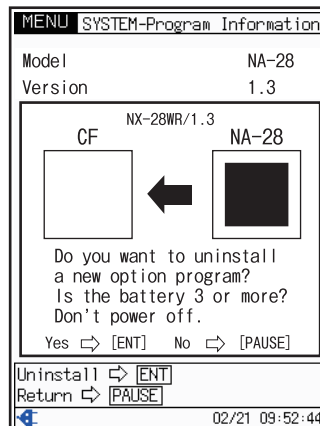 MENU SYSTEM-Program Information
Model NA-28
Version 1.3
NX-28WR/1.3
CF NA-28
Do you want to uninstall
a new option program?
Is the battery 3 or more?
Don't power off.
Yes ⇨ [ENT] No ⇨ [PAUSE]
Uninstall ⇨ ENT
Return ⇨ PAUSE
02/21 09:52:44